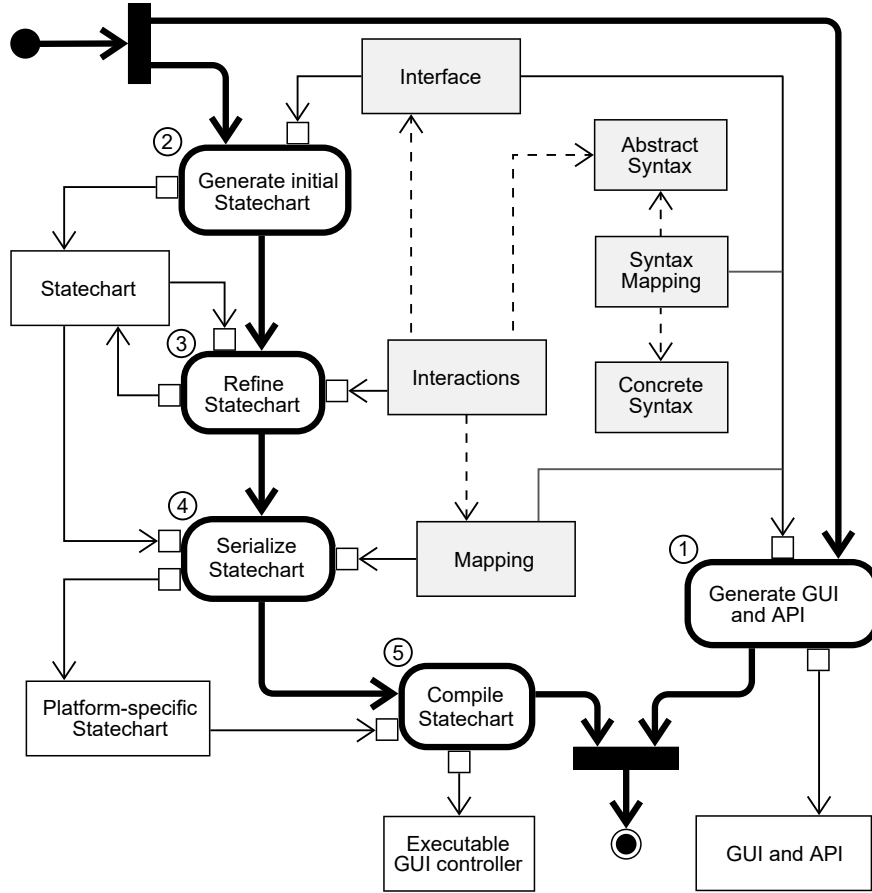 Interface
2
Abstract
Syntax
Generate initial
Statechart
Syntax
Mapping
Statechart
3
Refine
Statechart
Interactions
Concrete
Syntax
4
Serialize
Statechart
Mapping
1
Generate GUI
and API
5
Compile
Statechart
Platform-specific
Statechart
Executable
GUI controller
GUI and API